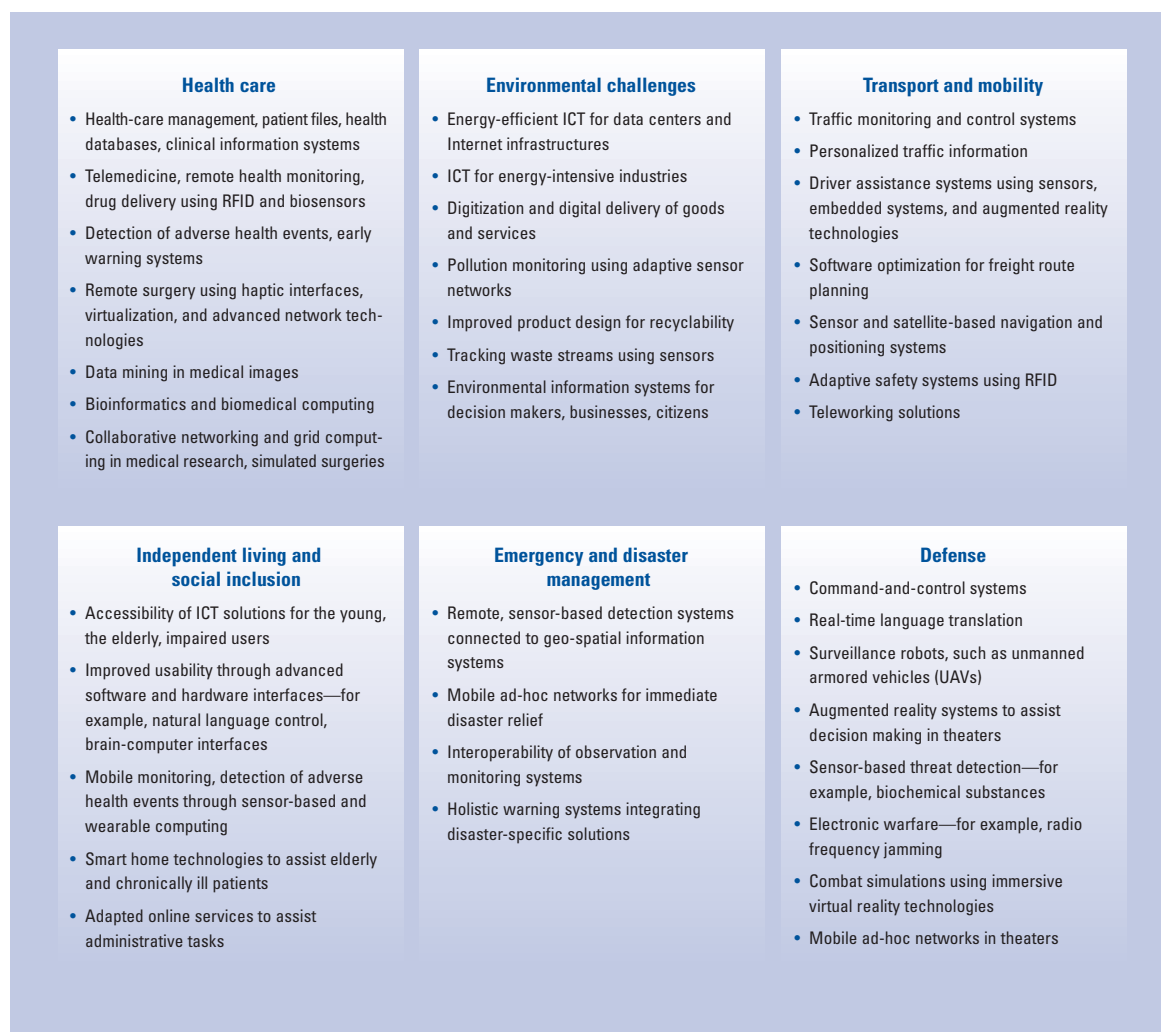 Health care
• Health-care management, patient files, health
databases, clinical information systems
• Telemedicine, remote health monitoring,
drug delivery using RFID and biosensors
• Detection of adverse health events, early
warning systems
• Remote surgery using haptic interfaces,
virtualization, and advanced network tech-
nologies
• Data mining in medical images
• Bioinformatics and biomedical computing
• Collaborative networking and grid comput-
ing in medical research, simulated surgeries
Environmental challenges
• Energy-efficient ICT for data centers and
Internet infrastructures
• ICT for energy-intensive industries
• Digitization and digital delivery of goods
and services
• Pollution monitoring using adaptive sensor
networks
• Improved product design for recyclability
• Tracking waste streams using sensors
• Environmental information systems for
decision makers, businesses, citizens
Transport and mobility
• Traffic monitoring and control systems
• Personalized traffic information
• Driver assistance systems using sensors,
embedded systems, and augmented reality
technologies
• Software optimization for freight route
planning
• Sensor and satellite-based navigation and
positioning systems
• Adaptive safety systems using RFID
• Teleworking solutions
Independent living and
social inclusion
• Accessibility of ICT solutions for the young,
the elderly, impaired users
• Improved usability through advanced
software and hardware interfaces—for
example, natural language control,
brain-computer interfaces
• Mobile monitoring, detection of adverse
health events through sensor-based and
wearable computing
• Smart home technologies to assist elderly
and chronically ill patients
• Adapted online services to assist
administrative tasks
Emergency and disaster
management
• Remote, sensor-based detection systems
connected to geo-spatial information
systems
• Mobile ad-hoc networks for immediate
disaster relief
• Interoperability of observation and
monitoring systems
• Holistic warning systems integrating
disaster-specific solutions
Defense
• Command-and-control systems
• Real-time language translation
• Surveillance robots, such as unmanned
armored vehicles (UAVs)
• Augmented reality systems to assist
decision making in theaters
• Sensor-based threat detection—for
example, biochemical substances
• Electronic warfare—for example, radio
frequency jamming
• Combat simulations using immersive
virtual reality technologies
• Mobile ad-hoc networks in theaters